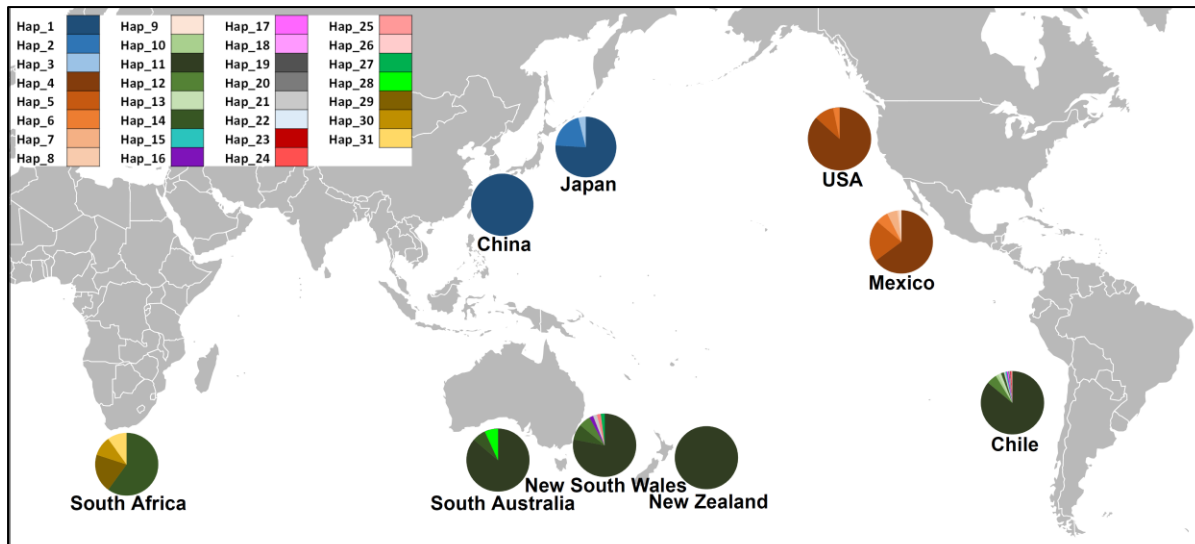 Hap_1 Hap_9 Hap_17 Hap_25
Hap_2 Hap_10 Hap_18 Hap_26
Hap_3 Hap_11 Hap_19 Hap_27
Hap_4 Hap_12 Hap_20 Hap_28
Hap_5 Hap_13 Hap_21 Hap_29
Hap_6 Hap_14 Hap_22 Hap_30
Hap_7 Hap_15 Hap_23 Hap_31
Hap_8 Hap_16 Hap_24
Japan
USA
China
Mexico
Chile
South Africa
South Australia
New South Wales
New Zealand